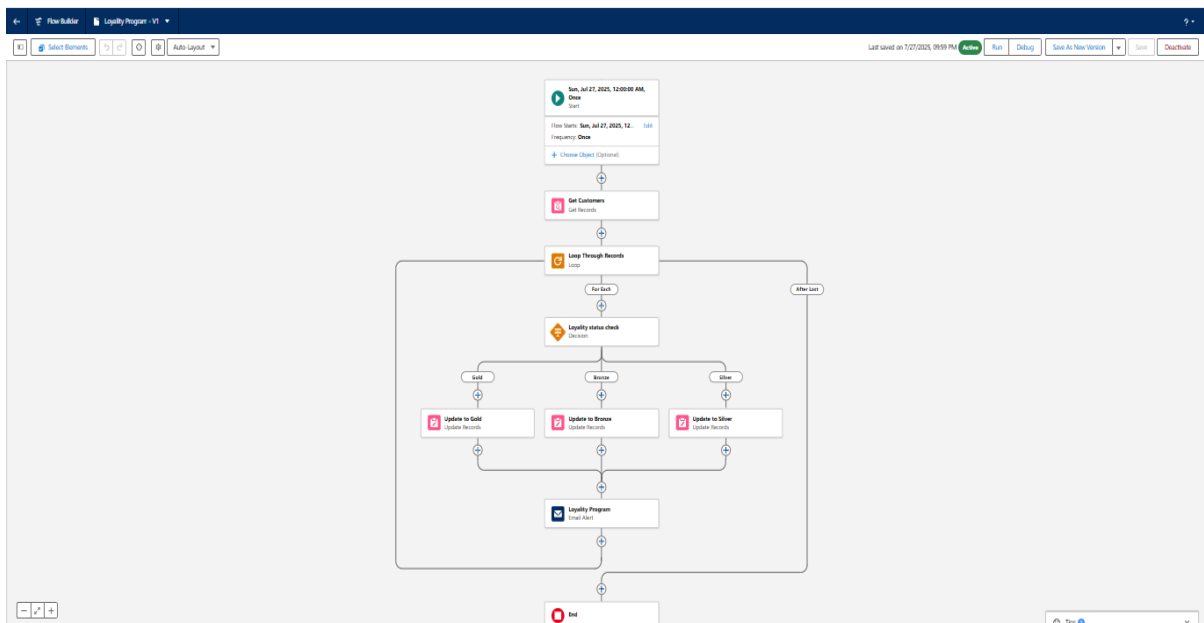 Flow Builder
Loyality Program - V1
?
Select Elements
Auto-Layout
Last saved on 7/27/2025, 09:59 PM
Active
Run
Debug
Save As New Version
Save
Deactivate
Sun, Jul 27, 2025, 12:00:00 AM,
Once
Start
Flow Starts: Sun, Jul 27, 2025, 12...
Edit
Frequency: Once
+ Choose Object (Optional)
Get Customers
Get Records
Loop Through Records
Loop
For Each
After Last
Loyality status check
Decision
Gold
Bronze
Silver
Update to Gold
Update Records
Update to Bronze
Update Records
Update to Silver
Update Records
Loyality Program
Email Alert
End